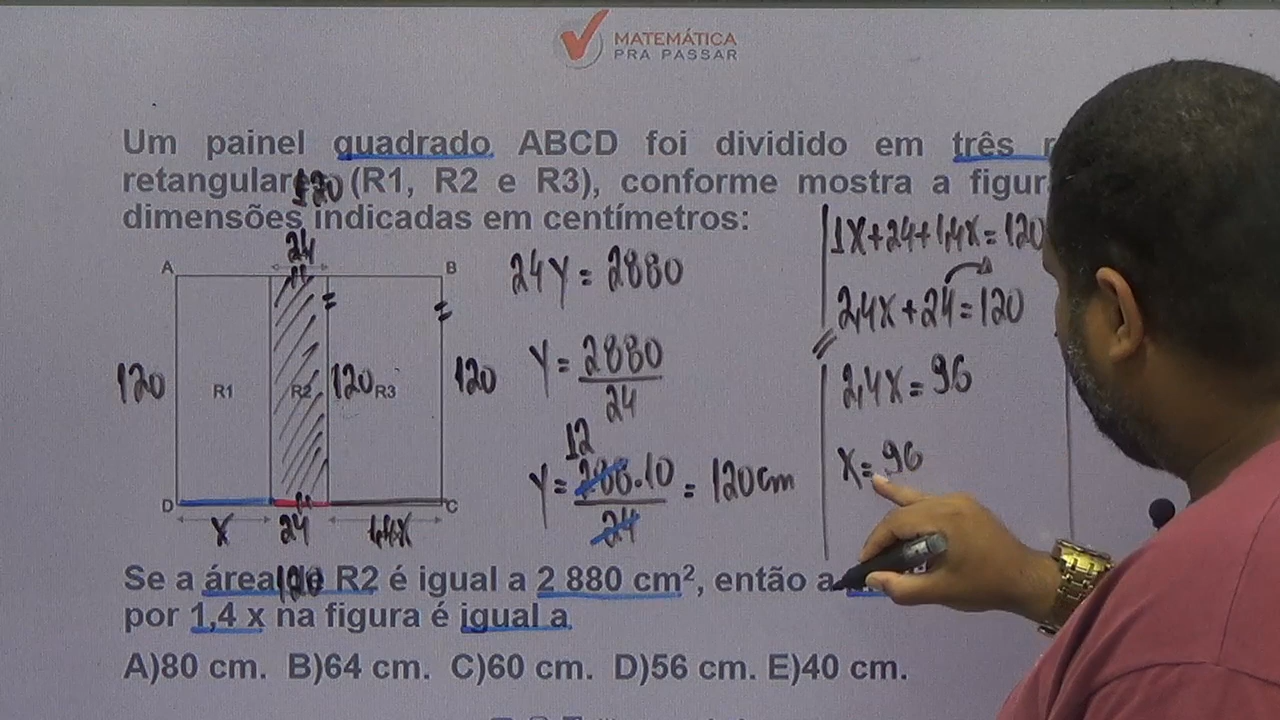 MATEMÁTICA
PRA PASSAR
Um painel quadrado ABCD foi dividido em três
(R1, R2 e R3), conforme mostra a
120
dimensões indicadas em centímetros:
24
A
B
120
R1
R2
120
R3
120
D
C
x
24
1,4x
24Y = 2880
Y = 2880
24
12
Y = 288.10 = 120cm
24
1x+24+1,4x=120
2,4x+24=120
2,4x=96
x=96
Se a R2 é igual a 2 880 cm², então
por 1,4 x na figura é igual a
A)80 cm. B)64 cm. C)60 cm. D)56 cm. E)40 cm.